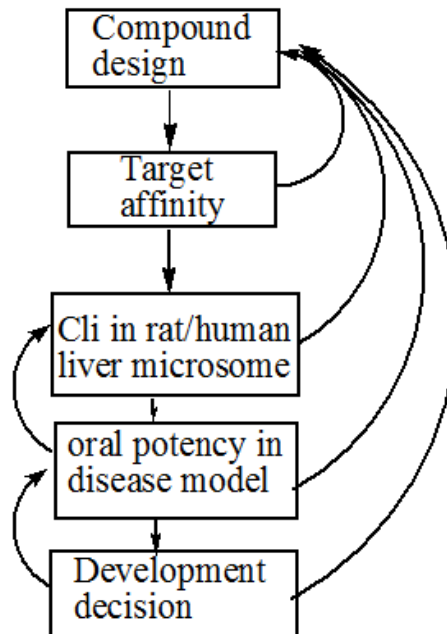 Compound
design
Target
affinity
Cli in rat/human
liver microsome
oral potency in
disease model
Development
decision